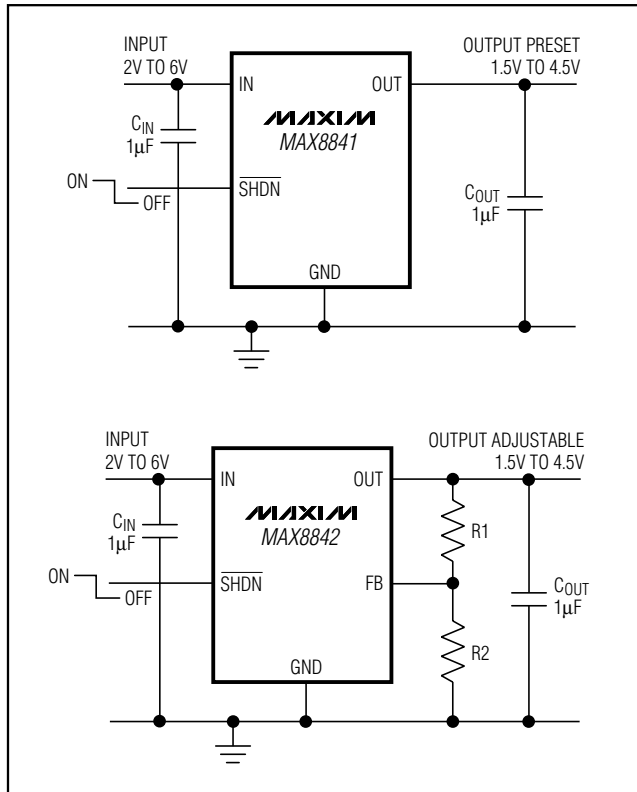 INPUT
2V TO 6V
OUTPUT PRESET
1.5V TO 4.5V
IN
OUT
MAXIM
MAX8841
CIN
1µF
ON
OFF
SHDN
COUT
1µF
GND
INPUT
2V TO 6V
OUTPUT ADJUSTABLE
1.5V TO 4.5V
IN
OUT
MAXIM
MAX8842
CIN
1µF
R1
ON
OFF
SHDN
FB
COUT
1µF
R2
GND